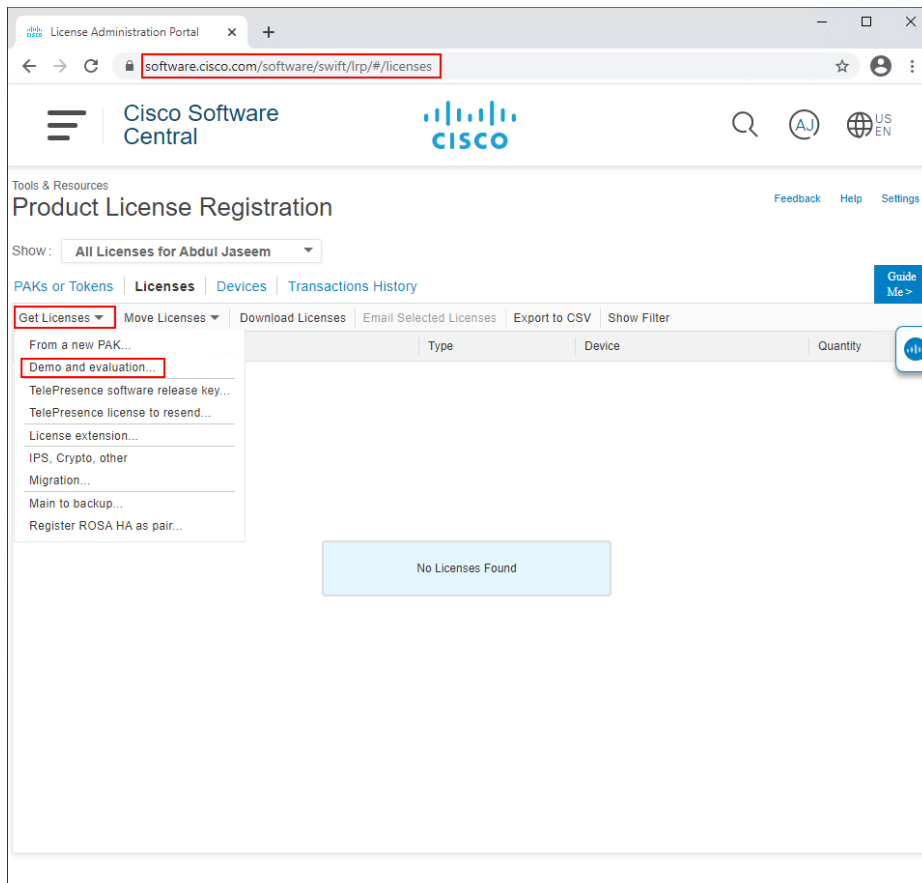 License Administration Portal
software.cisco.com/software/swift/lrp/#/licenses
Cisco Software
Central
CISCO
AJ
US
EN
Tools & Resources
Product License Registration
Feedback Help Settings
Show : All Licenses for Abdul Jaseem
PAKs or Tokens Licenses Devices Transactions History
Guide
Me >
Get Licenses Move Licenses Download Licenses Email Selected Licenses Export to CSV Show Filter
Type Device Quantity
From a new PAK...
Demo and evaluation...
TelePresence software release key...
TelePresence license to resend...
License extension...
IPS, Crypto, other
Migration...
Main to backup...
Register ROSA HA as pair...
No Licenses Found